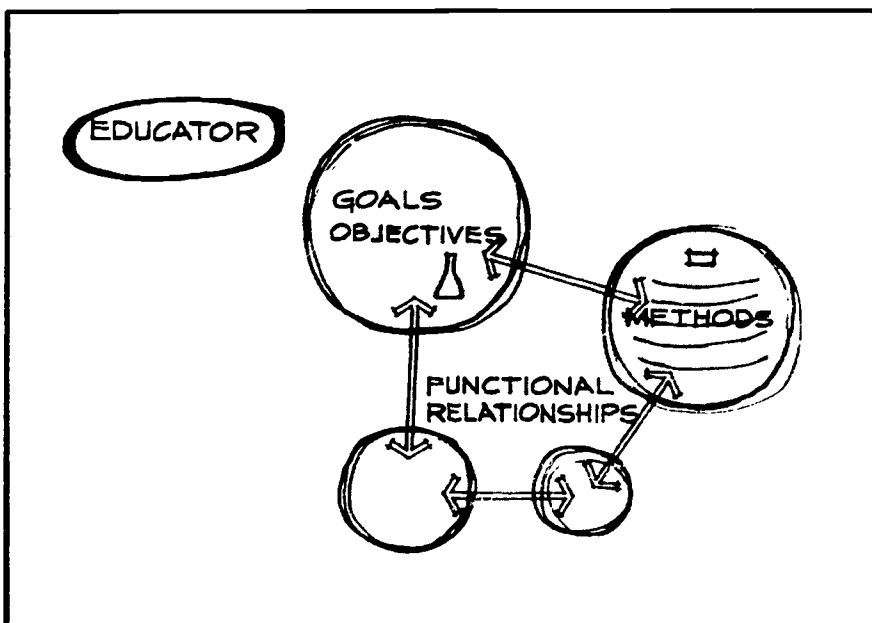 EDUCATOR
GOALS
OBJECTIVES
METHODS
FUNCTIONAL
RELATIONSHIPS